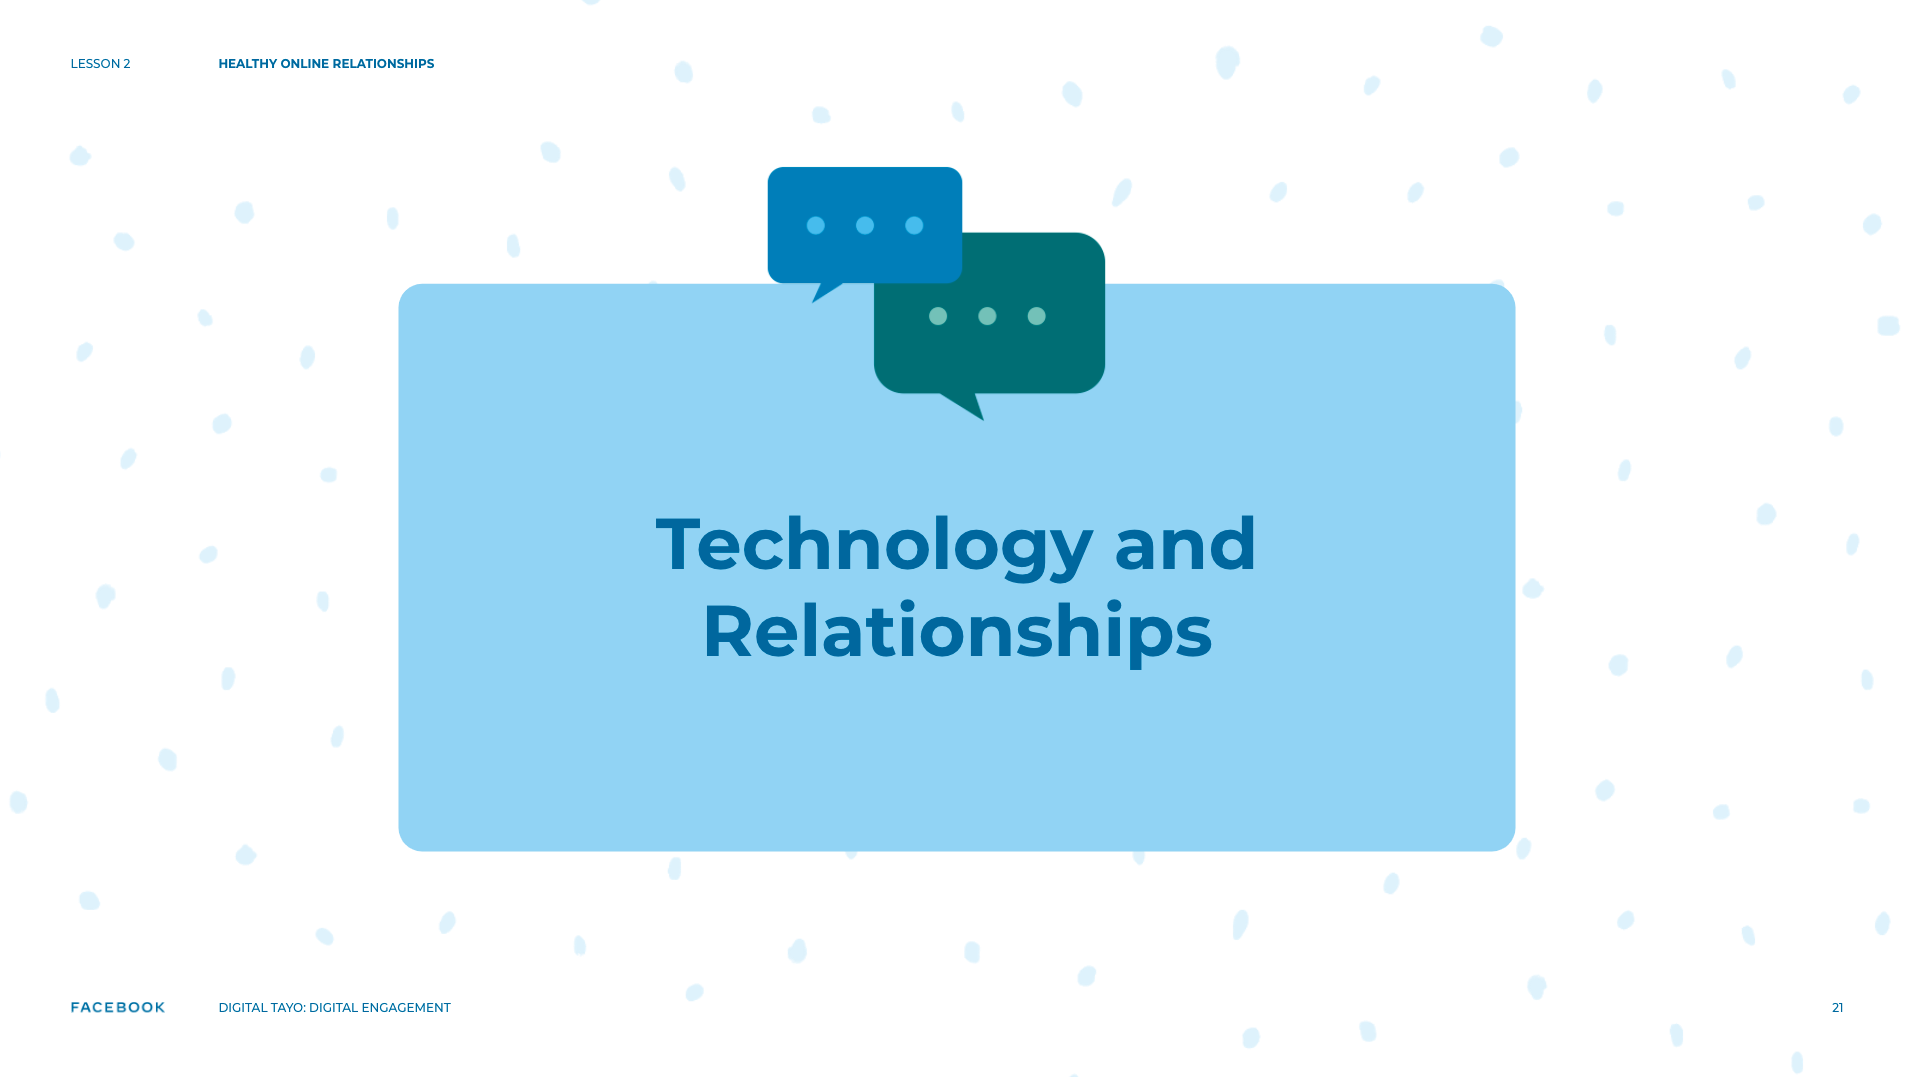 LESSON 2
HEALTHY ONLINE RELATIONSHIPS
Technology and
Relationships
FACEBOOK
DIGITAL TAYO: DIGITAL ENGAGEMENT
21